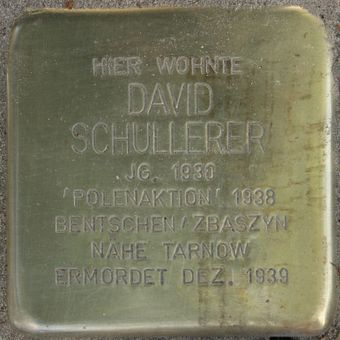 HIER WOHNTE
DAVID
SCHULLERER
JG. 1930
'POLENAKTION' 1938
BENTSCHEN/ZBASZYN
NÄHE TARNOW
ERMORDET DEZ. 1939